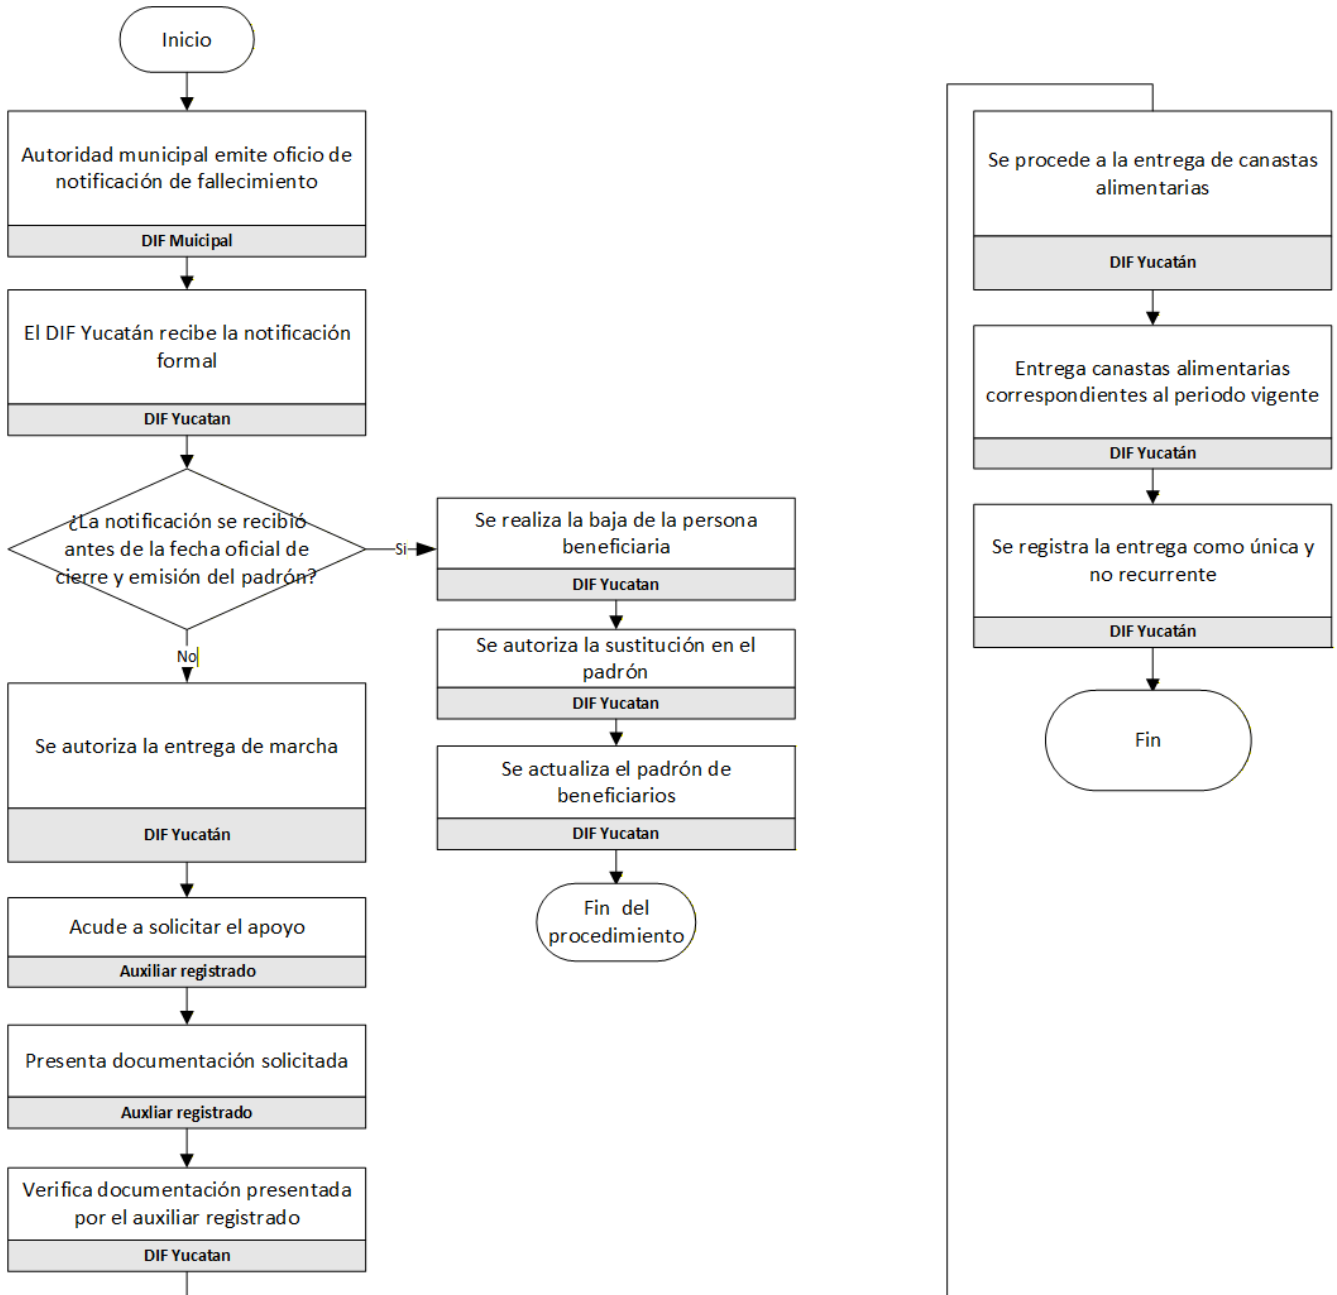 Inicio
Autoridad municipal emite oficio de
notificación de fallecimiento
DIF Muicipal
El DIF Yucatán recibe la notificación
formal
DIF Yucatan
¿La notificación se recibió
antes de la fecha oficial de
cierre y emisión del padrón?
Si
No
Se autoriza la entrega de marcha
DIF Yucatán
Acude a solicitar el apoyo
Auxiliar registrado
Presenta documentación solicitada
Auxliar registrado
Verifica documentación presentada
por el auxiliar registrado
DIF Yucatan
Se realiza la baja de la persona
beneficiaria
DIF Yucatan
Se autoriza la sustitución en el
padrón
DIF Yucatan
Se actualiza el padrón de
beneficiarios
DIF Yucatan
Fin del
procedimiento
Se procede a la entrega de canastas
alimentarias
DIF Yucatán
Entrega canastas alimentarias
correspondientes al periodo vigente
DIF Yucatán
Se registra la entrega como única y
no recurrente
DIF Yucatán
Fin